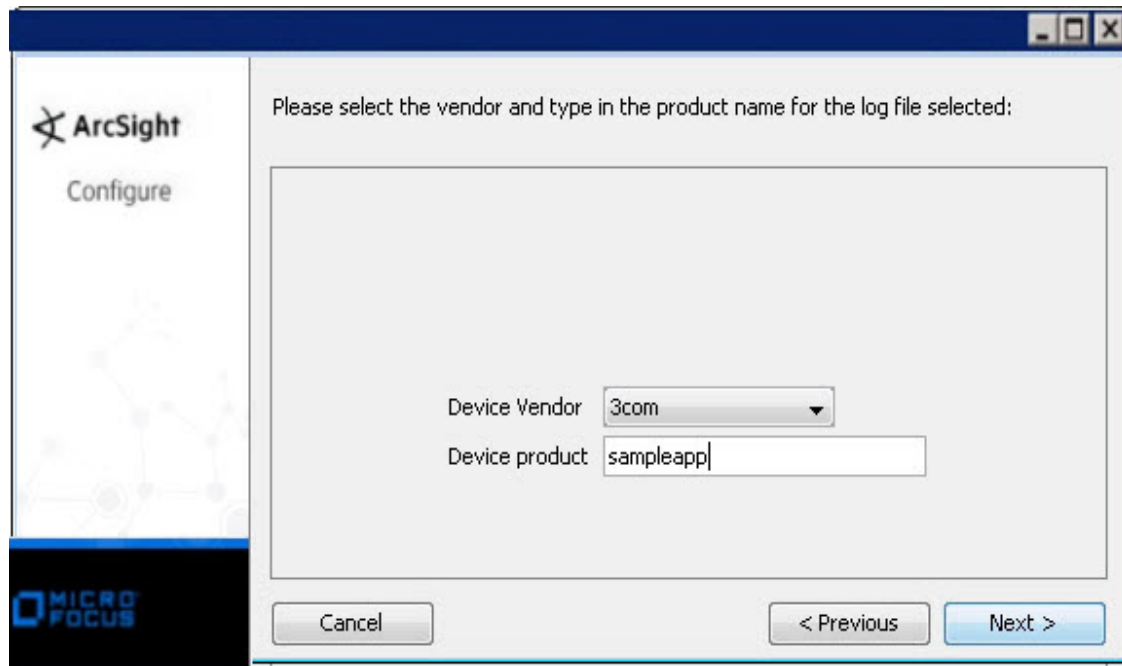 ArcSight
Configure
Please select the vendor and type in the product name for the log file selected:
Device Vendor 3com
Device product sampleapp
MICRO
FOCUS
Cancel < Previous Next >